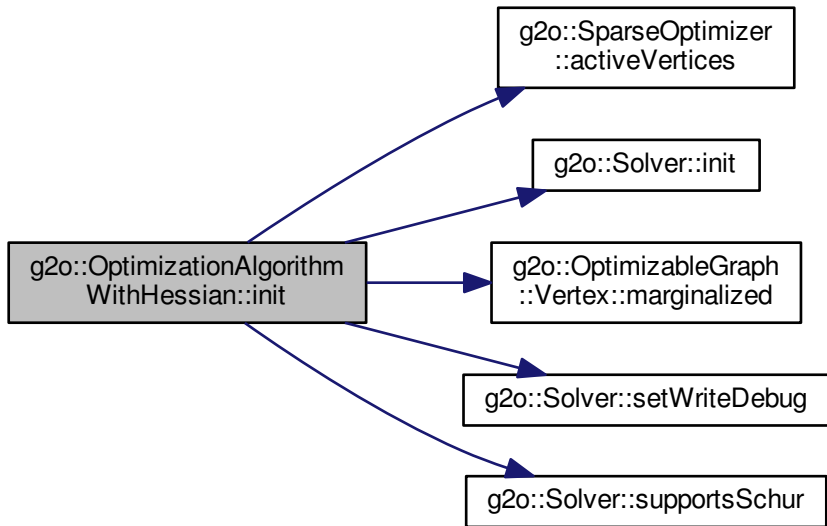 g2o::SparseOptimizer
::activeVertices
g2o::Solver::init
g2o::OptimizationAlgorithm
WithHessian::init
g2o::OptimizableGraph
::Vertex::marginalized
g2o::Solver::setWriteDebug
g2o::Solver::supportsSchur